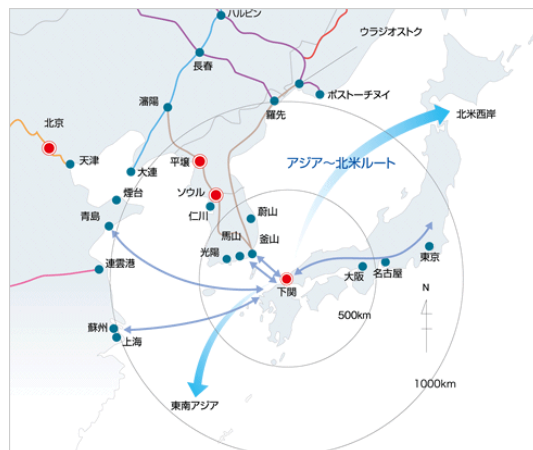 ハルビン
ウラジオストク
長春
ボストーチヌイ
瀋陽
羅先
北京
北米西岸
天津
大連
平壌
アジア〜北米ルート
煙台
ソウル
仁川
蔚山
青島
馬山
釜山
光陽
連雲港
下関
大阪
名古屋
東京
N
500km
蘇州
上海
1000km
東南アジア